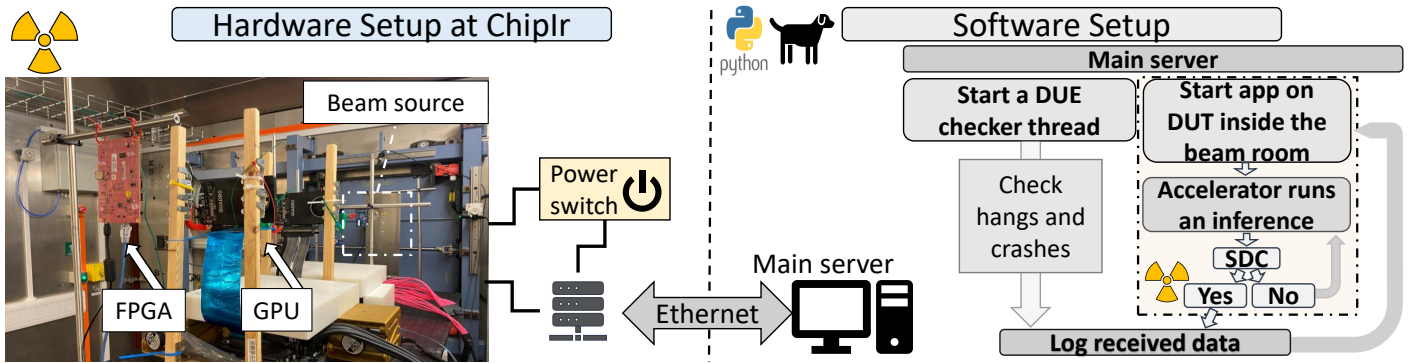 Hardware Setup at ChipIr
Beam source
Power
switch
FPGA
GPU
Ethernet
Main server
python
Software Setup
Main server
Start a DUE
checker thread
Check
hangs and
crashes
Start app on
DUT inside the
beam room
Accelerator runs
an inference
SDC
Yes
No
Log received data